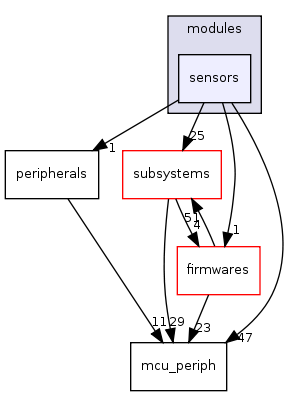 modules
sensors
1
25
peripherals
subsystems
51
4
1
firmwares
11
29
23
47
mcu_periph